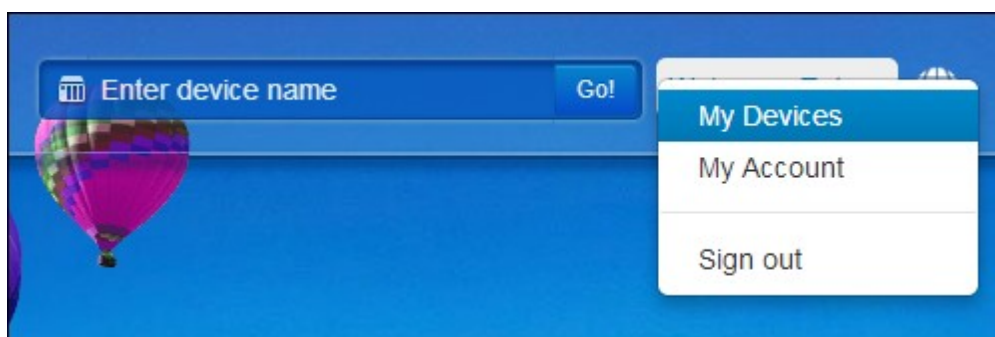 Enter device name
Go!
My Devices
My Account
Sign out